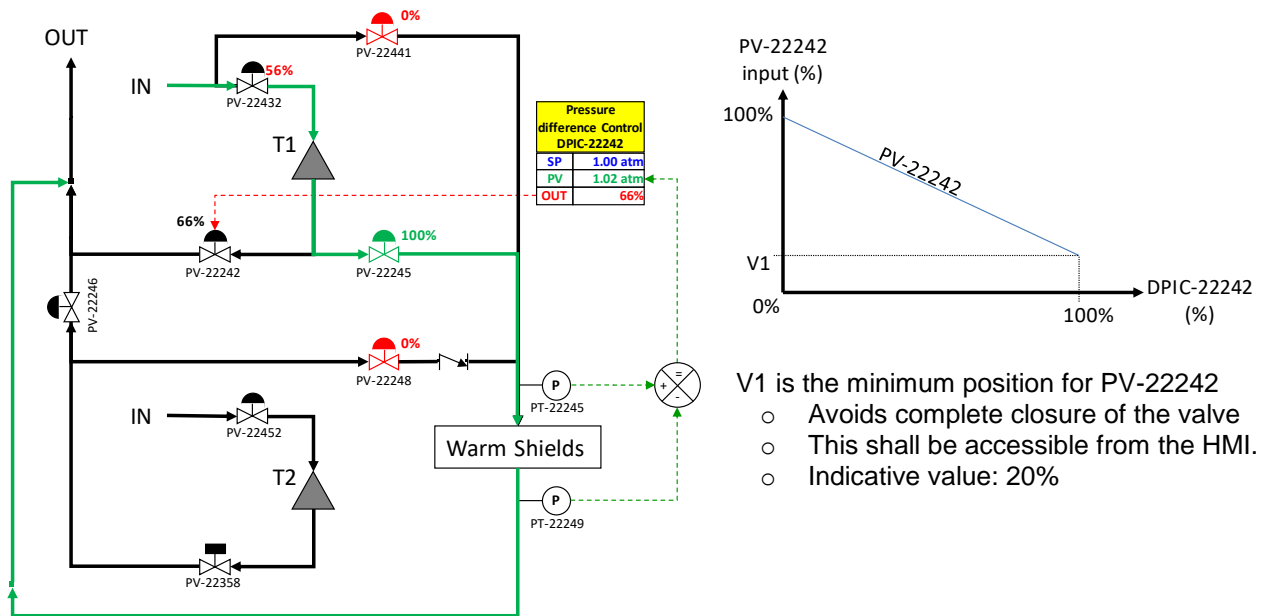 OUT
0%
PV-22441
IN
56%
PV-22432
T1
Pressure
difference Control
DPIC-22242
SP 1.00 atm
PV 1.02 atm
OUT 66%
66%
PV-22242
100%
PV-22245
PV-22246
0%
PV-22248
IN
PV-22452
T2
PV-22358
P
PT-22245
=
+
-
Warm Shields
P
PT-22249
PV-22242
input (%)
100%
PV-22242
V1
0%
100%
DPIC-22242
(%)
V1 is the minimum position for PV-22242
o Avoids complete closure of the valve
o This shall be accessible from the HMI.
o Indicative value: 20%